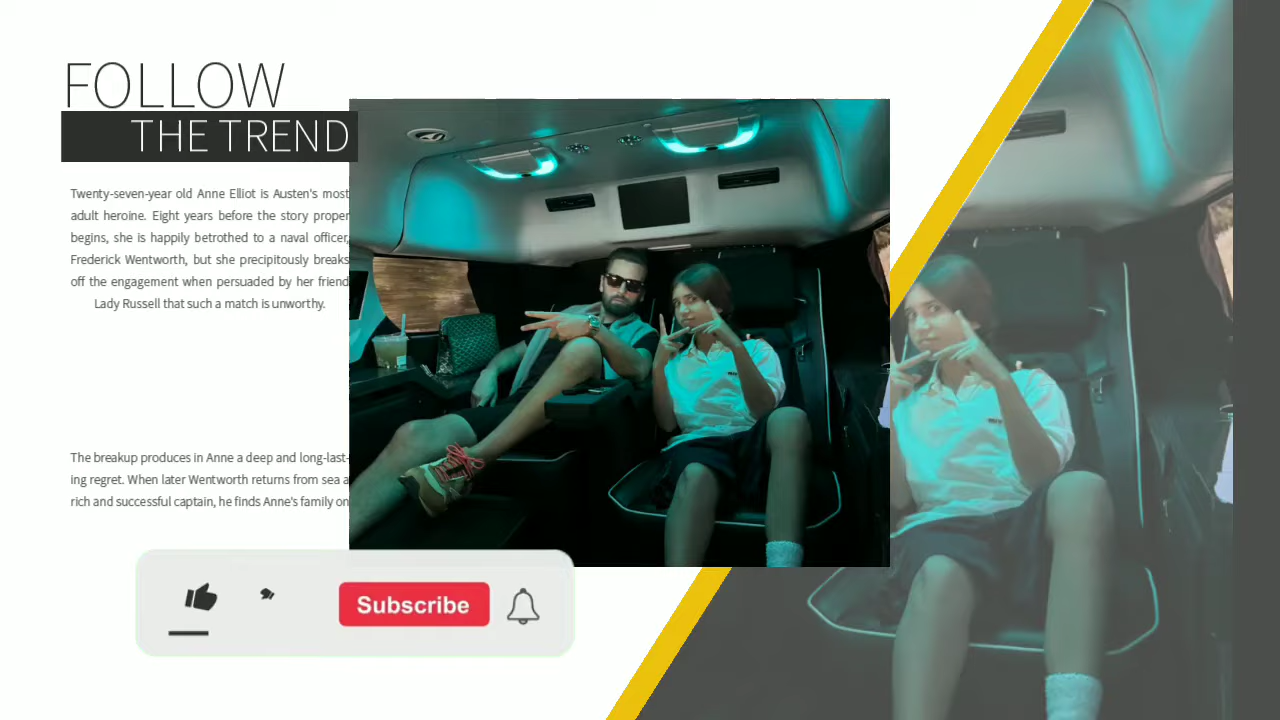 FOLLOW
THE TREND
Twenty-seven-year old Anne Elliot is Austen's most
adult heroine. Eight years before the story proper
begins, she is happily betrothed to a naval officer,
Frederick Wentworth, but she precipitously breaks
off the engagement when persuaded by her friend
Lady Russell that such a match is unworthy.
The breakup produces in Anne a deep and long-last-
ing regret. When later Wentworth returns from sea a
rich and successful captain, he finds Anne's family on
Subscribe